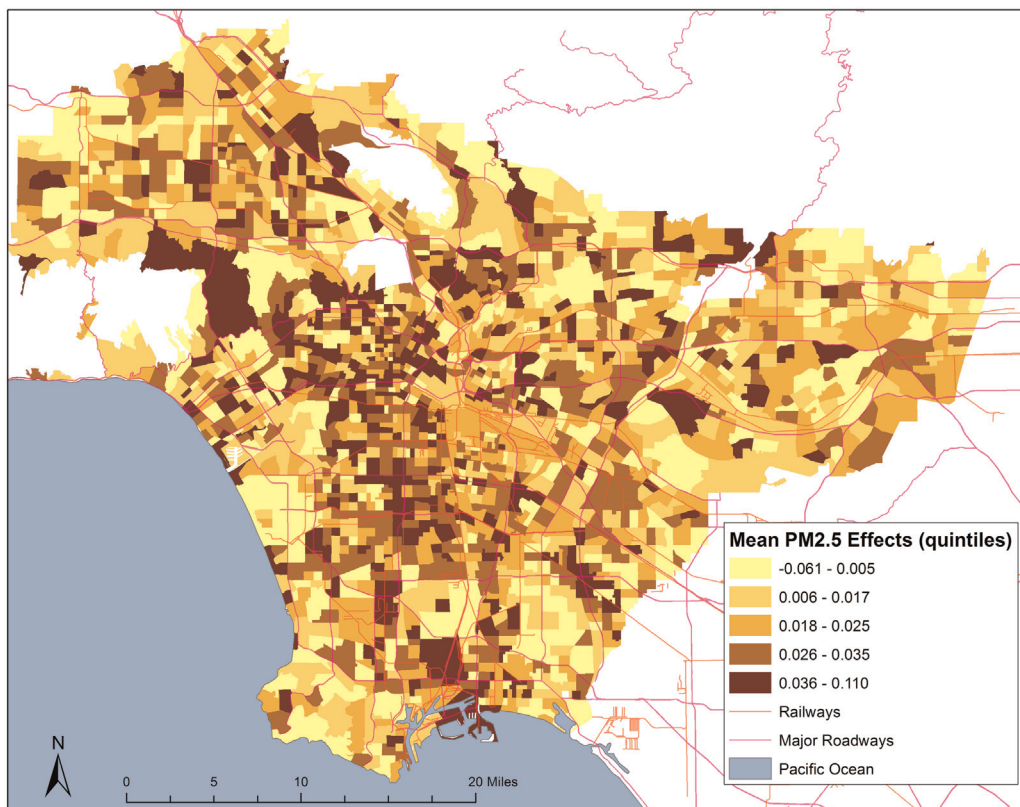 Mean PM2.5 Effects (quintiles)
-0.061 - 0.005
0.006 - 0.017
0.018 - 0.025
0.026 - 0.035
0.036 - 0.110
Railways
Major Roadways
Pacific Ocean
N
0 5 10 20 Miles